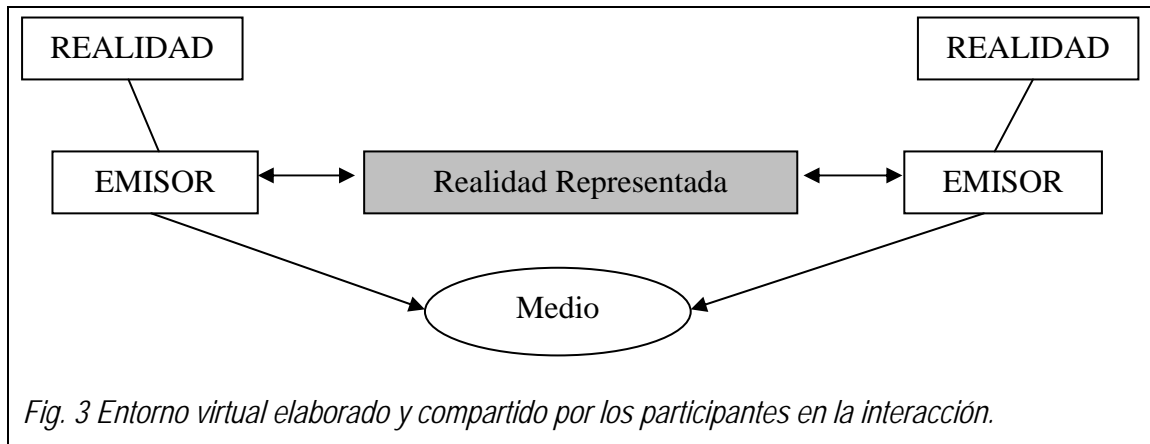 REALIDAD REALIDAD
EMISOR Realidad Representada EMISOR
Medio
Fig. 3 Entorno virtual elaborado y compartido por los participantes en la interacción.